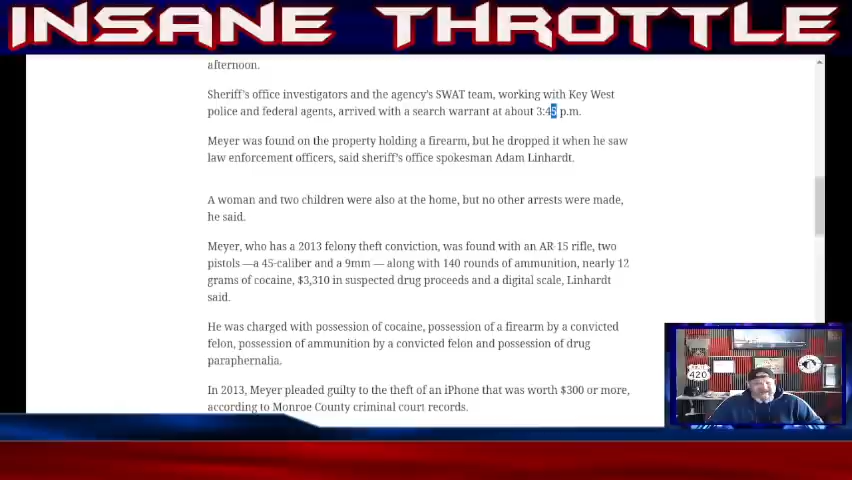 INSANE THROTTLE
afternoon.
Sheriff's office investigators and the agency's SWAT team, working with Key West
police and federal agents, arrived with a search warrant at about 3:45 p.m.
Meyer was found on the property holding a firearm, but he dropped it when he saw
law enforcement officers, said sheriff's office spokesman Adam Linhardt.
A woman and two children were also at the home, but no other arrests were made,
he said.
Meyer, who has a 2013 felony theft conviction, was found with an AR-15 rifle, two
pistols —a 45-caliber and a 9mm — along with 140 rounds of ammunition, nearly 12
grams of cocaine, $3,310 in suspected drug proceeds and a digital scale, Linhardt
said.
He was charged with possession of cocaine, possession of a firearm by a convicted
felon, possession of ammunition by a convicted felon and possession of drug
paraphernalia.
In 2013, Meyer pleaded guilty to the theft of an iPhone that was worth $300 or more,
according to Monroe County criminal court records.
420